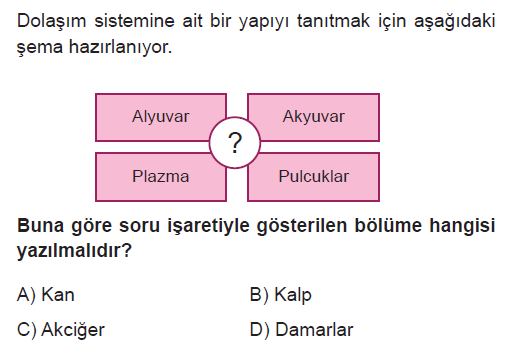 Dolaşım sistemine ait bir yapıyı tanıtmak için aşağıdaki
şema hazırlanıyor.
Alyuvar
Akyuvar
?
Plazma
Pulcuklar
Buna göre soru işaretiyle gösterilen bölüme hangisi
yazılmalıdır?
A) Kan
B) Kalp
C) Akciğer
D) Damarlar